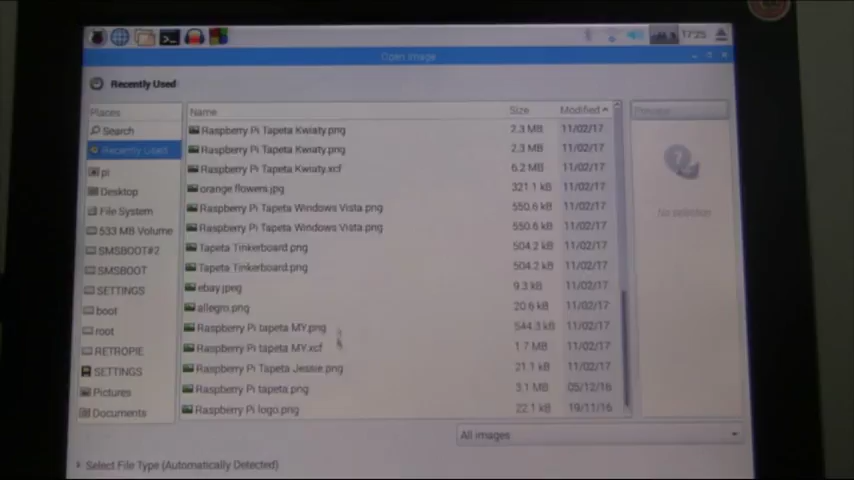 17:25
Open Image
Recently Used
Places
Name Size Modified
Preview
Search
Recently Used
pi
Desktop
File System
533 MB Volume
SMSBOOT#2
SMSBOOT
SETTINGS
boot
root
RETROPIE
SETTINGS
Pictures
Documents
Raspberry Pi Tapeta Kwiaty.png 2.3 MB 11/02/17
Raspberry Pi Tapeta Kwiaty.png 2.3 MB 11/02/17
Raspberry Pi Tapeta Kwiaty.xcf 6.2 MB 11/02/17
orange flowers.jpg 321.1 kB 11/02/17
Raspberry Pi Tapeta Windows Vista.png 550.6 kB 11/02/17
Raspberry Pi Tapeta Windows Vista.png 550.6 kB 11/02/17
Tapeta Tinkerboard.png 504.2 kB 11/02/17
Tapeta Tinkerboard.png 504.2 kB 11/02/17
ebay.jpeg 9.3 kB 11/02/17
allegro.png 20.6 kB 11/02/17
Raspberry Pi tapeta MY.png 544.3 kB 11/02/17
Raspberry Pi tapeta MY.xcf 1.7 MB 11/02/17
Raspberry Pi Tapeta Jessie.png 21.1 kB 11/02/17
Raspberry Pi tapeta.png 3.1 MB 05/12/16
Raspberry Pi logo.png 22.1 kB 19/11/16
No selection
All images
Select File Type (Automatically Detected)